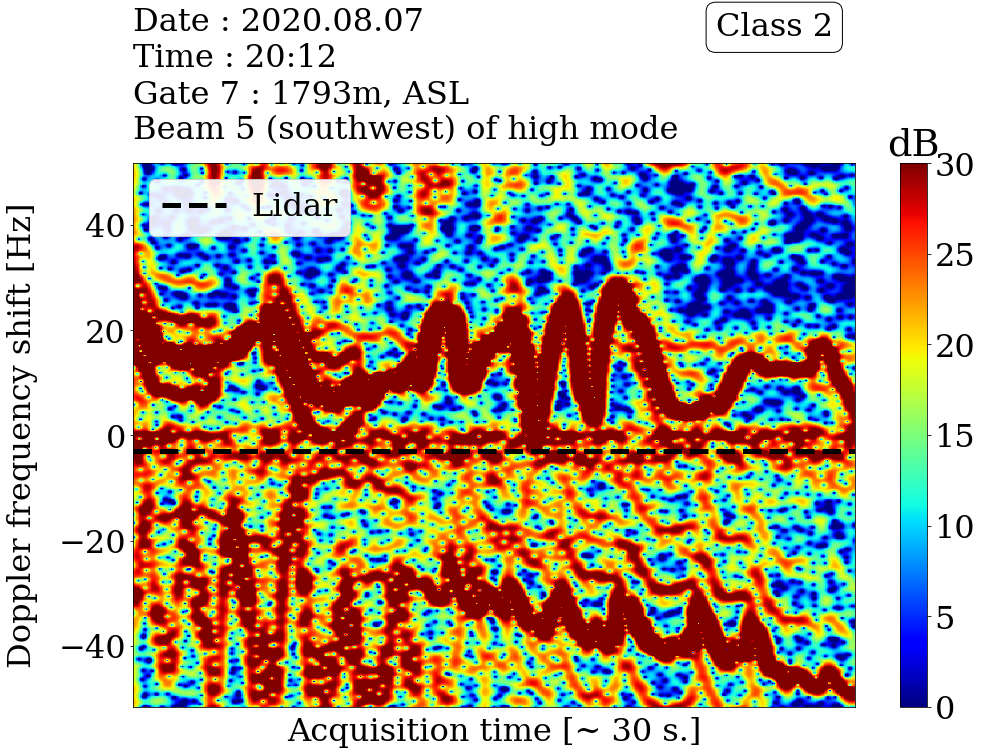 Date : 2020.08.07
Time : 20:12
Gate 7 : 1793m, ASL
Beam 5 (southwest) of high mode
Class 2
dB
Lidar
Doppler frequency shift [Hz]
40
20
0
−20
−40
Acquisition time [~ 30 s.]
30
25
20
15
10
5
0